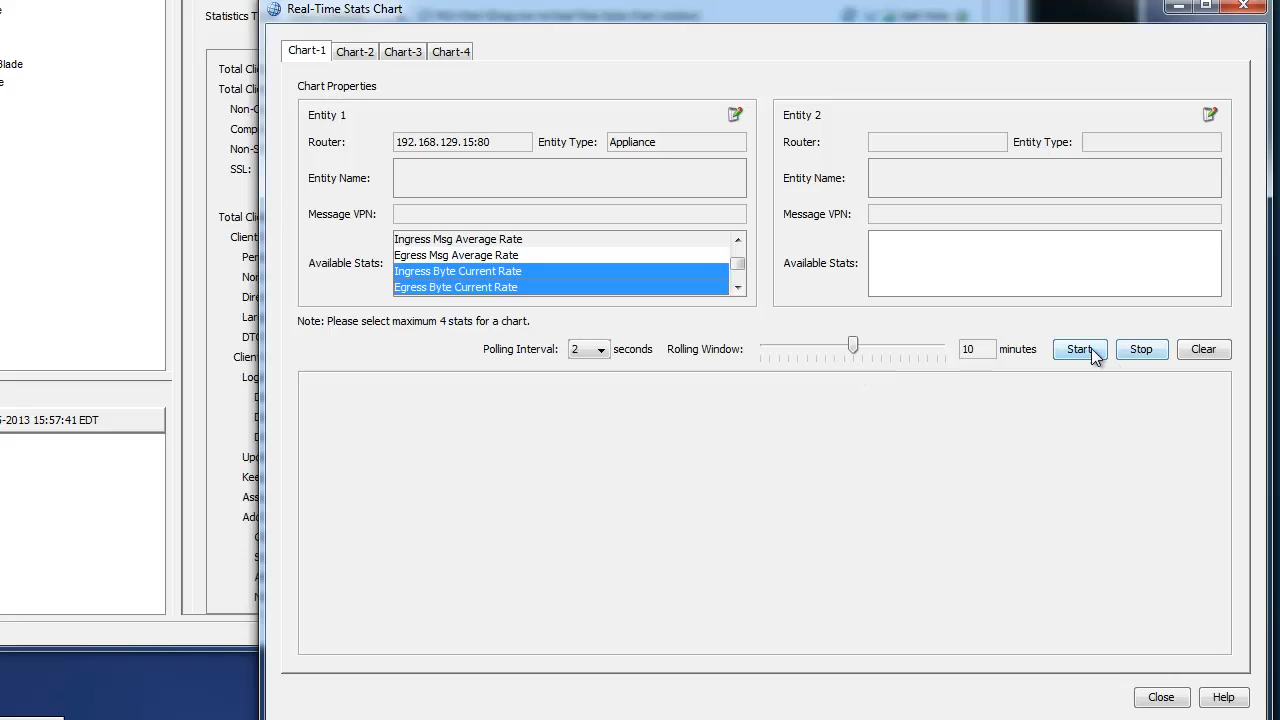 Real-Time Stats Chart
Statistics T
Blade
Total Cli
Total Cli
Non-
Comp
Non-S
SSL:
Total Cl
Client
Per
Non
Dire
Lar
DTC
Clien
Log
Upd
Kee
Ass
Add
5-2013 15:57:41 EDT
Chart-1 Chart-2 Chart-3 Chart-4
Chart Properties
Entity 1
Router: 192.168.129.15:80 Entity Type: Appliance
Entity Name:
Message VPN:
Available Stats:
Ingress Msg Average Rate
Egress Msg Average Rate
Ingress Byte Current Rate
Egress Byte Current Rate
Entity 2
Router: Entity Type:
Entity Name:
Message VPN:
Available Stats:
Note: Please select maximum 4 stats for a chart.
Polling Interval: 2 seconds Rolling Window: 10 minutes Start Stop Clear
Close Help